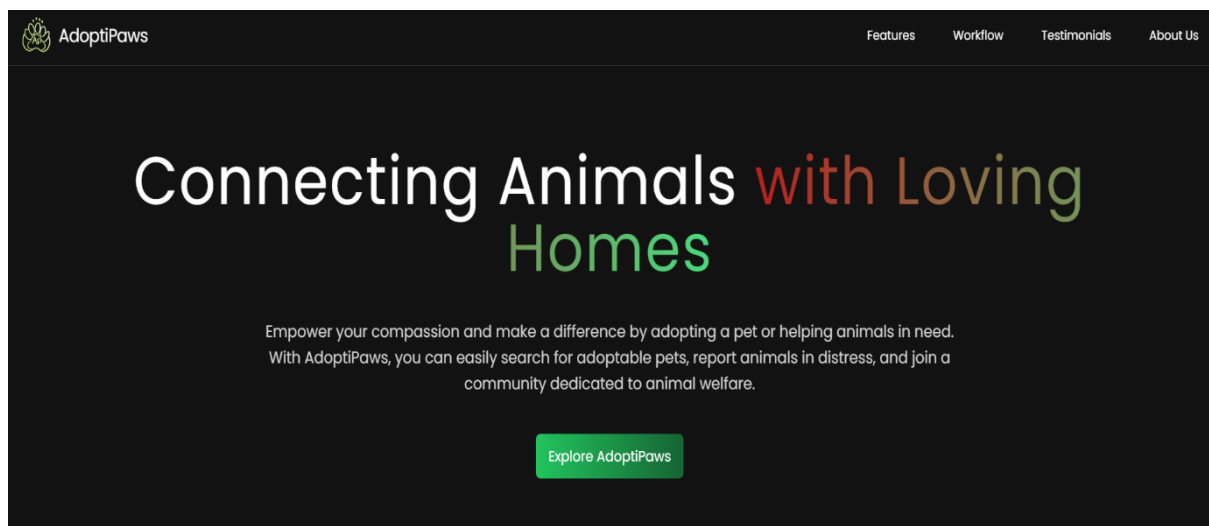 AdoptiPaws
Features Workflow Testimonials About Us
Connecting Animals with Loving
Homes
Empower your compassion and make a difference by adopting a pet or helping animals in need.
With AdoptiPaws, you can easily search for adoptable pets, report animals in distress, and join a
community dedicated to animal welfare.
Explore AdoptiPaws